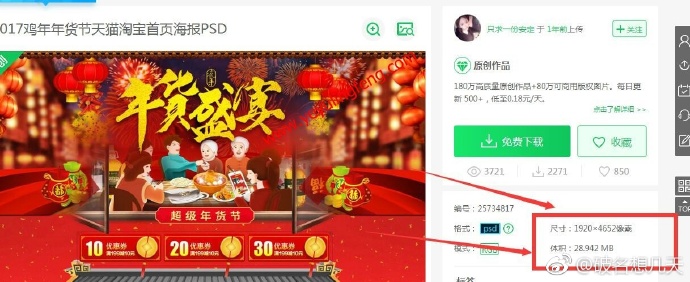 017鸡年年货节天猫淘宝首页海报PSD
年货盛宴
超级年货节
10 优惠券
20 优惠券
30 优惠券
只求一份安定 于 1年前上传
+关注
原创作品
180万高质量原创作品+80万可商用版权图片。每日更
新 500+，低至0.18元/天。
点击了解详细 >>
免费下载
收藏
3721
2271
850
编号：25734817
格式： psd
模式：
尺寸：1920×4652像素
体积：28.942 MB
标签
TOP
@破名想几天